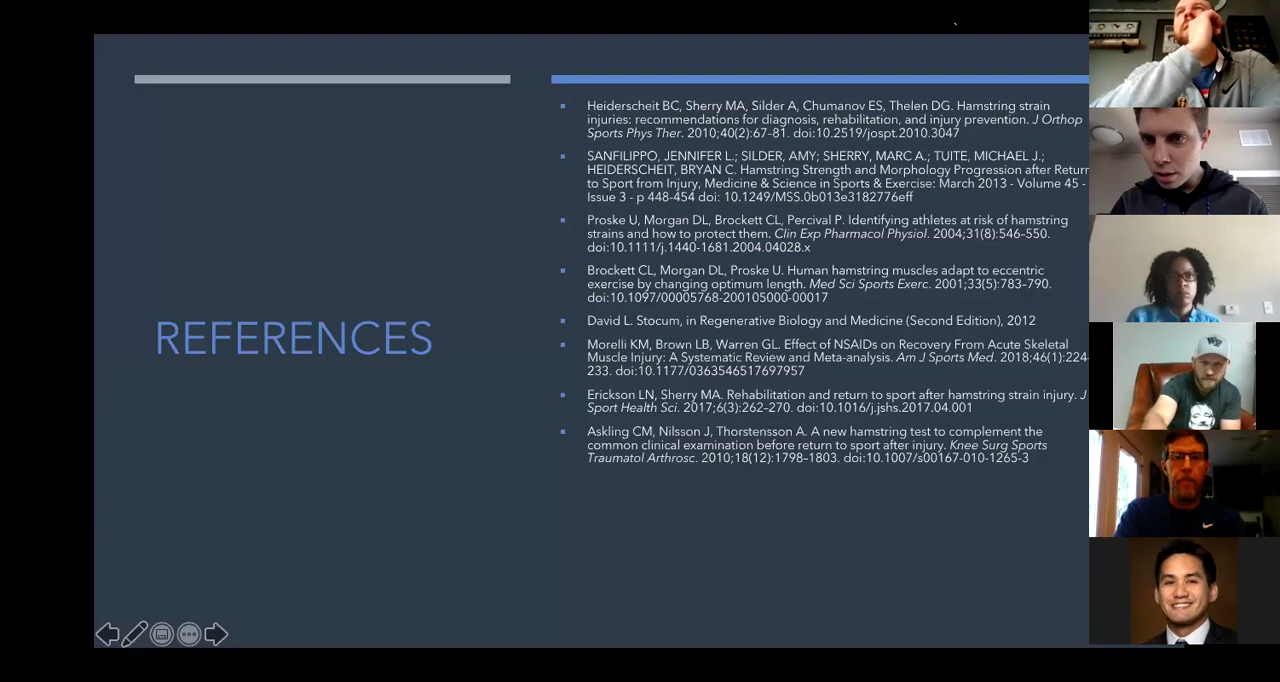 REFERENCES
Heiderscheit BC, Sherry MA, Silder A, Chumanov ES, Thelen DG. Hamstring strain
injuries: recommendations for diagnosis, rehabilitation, and injury prevention. J Orthop
Sports Phys Ther. 2010;40(2):67-81. doi:10.2519/jospt.2010.3047
SANFILIPPO, JENNIFER L.; SILDER, AMY; SHERRY, MARC A.; TUITE, MICHAEL J.;
HEIDERSCHEIT, BRYAN C. Hamstring Strength and Morphology Progression after Return
to Sport from Injury, Medicine & Science in Sports & Exercise: March 2013 - Volume 45 -
Issue 3 - p 448-454 doi: 10.1249/MSS.0b013e3182776eff
Proske U, Morgan DL, Brockett CL, Percival P. Identifying athletes at risk of hamstring
strains and how to protect them. Clin Exp Pharmacol Physiol. 2004;31(8):546–550.
doi:10.1111/j.1440-1681.2004.04028.x
Brockett CL, Morgan DL, Proske U. Human hamstring muscles adapt to eccentric
exercise by changing optimum length. Med Sci Sports Exerc. 2001;33(5):783–790.
doi:10.1097/00005768-200105000-00017
David L. Stocum, in Regenerative Biology and Medicine (Second Edition), 2012
Morelli KM, Brown LB, Warren GL. Effect of NSAIDs on Recovery From Acute Skeletal
Muscle Injury: A Systematic Review and Meta-analysis. Am J Sports Med. 2018;46(1):224-
233. doi:10.1177/0363546517697957
Erickson LN, Sherry MA. Rehabilitation and return to sport after hamstring strain injury. J
Sport Health Sci. 2017;6(3):262–270. doi:10.1016/j.jshs.2017.04.001
Askling CM, Nilsson J, Thorstensson A. A new hamstring test to complement the
common clinical examination before return to sport after injury. Knee Surg Sports
Traumatol Arthrosc. 2010;18(12):1798–1803. doi:10.1007/s00167-010-1265-3